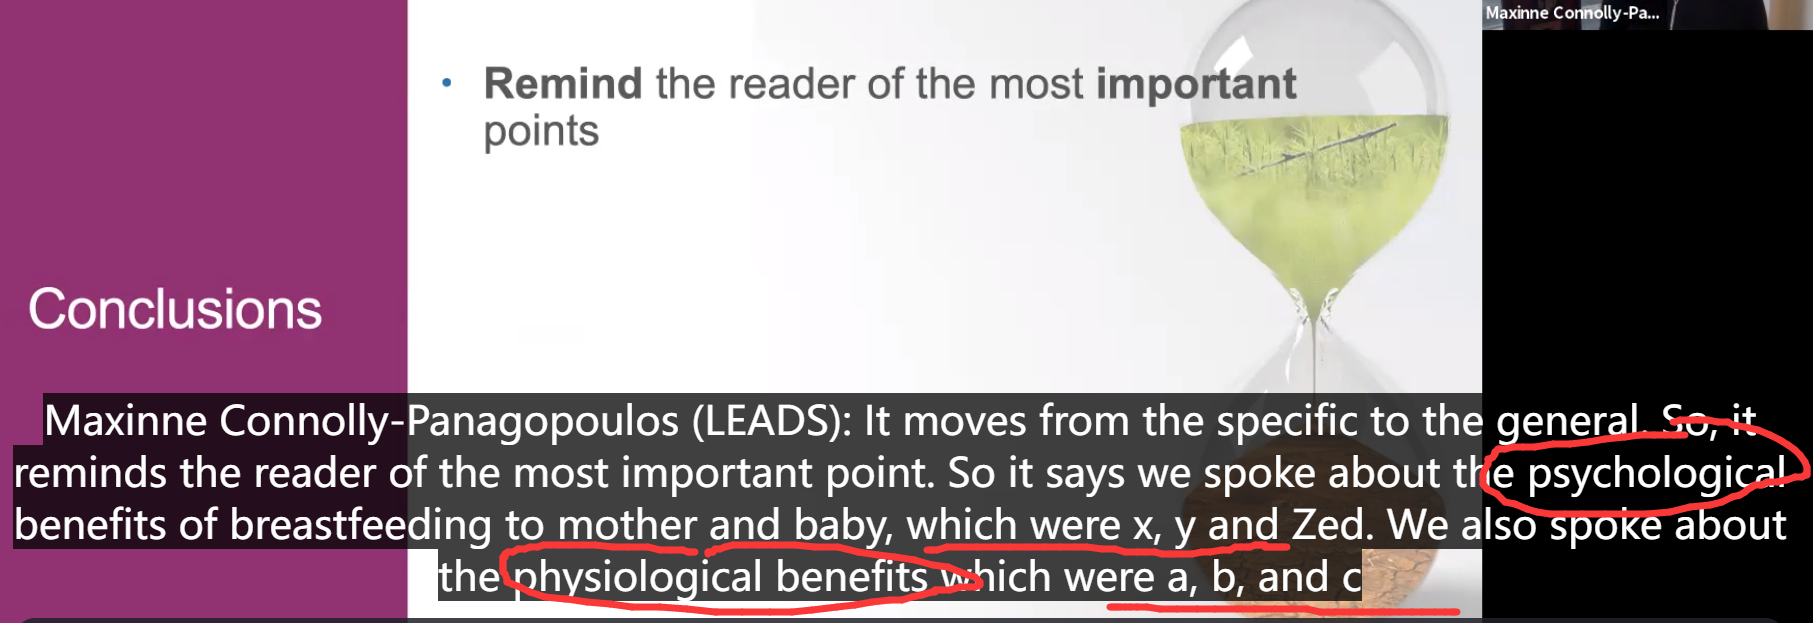 Maxinne Connolly-Pa...
• Remind the reader of the most important
points
Conclusions
Maxinne Connolly-Panagopoulos (LEADS): It moves from the specific to the general. So, it
reminds the reader of the most important point. So it says we spoke about the psychological
benefits of breastfeeding to mother and baby, which were x, y and Zed. We also spoke about
the physiological benefits which were a, b, and c